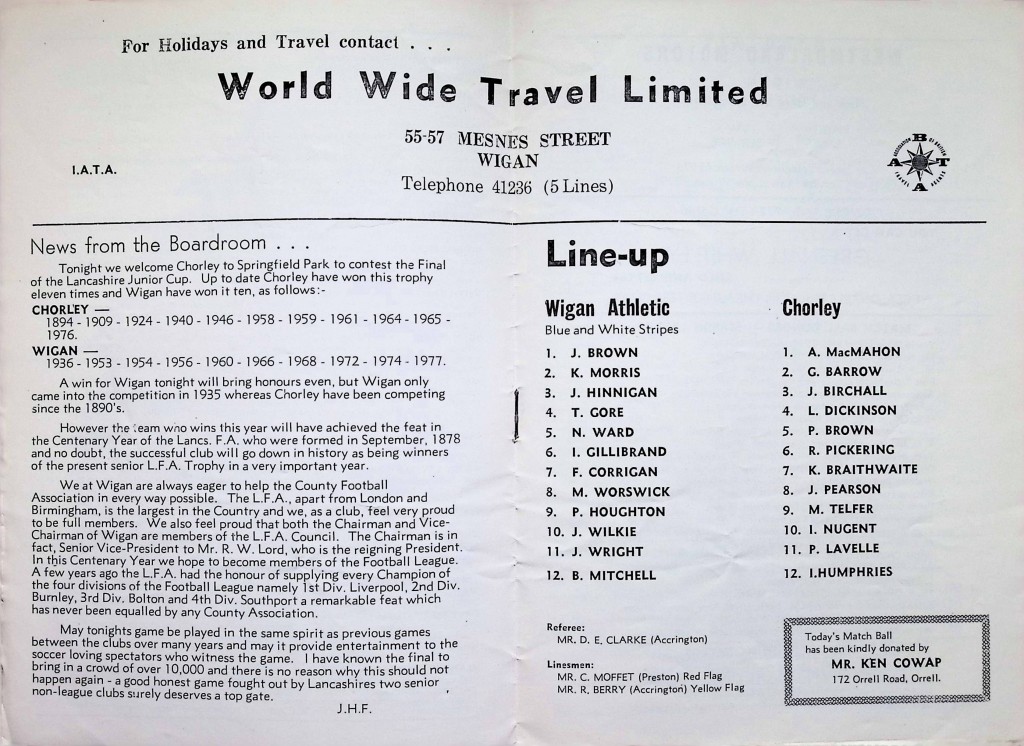 For Holidays and Travel contact . . .
World Wide Travel Limited
55-57 MESNES STREET
WIGAN
Telephone 41236 (5 Lines)
I.A.T.A.
ABTA
ASSOCIATION OF BRITISH TRAVEL AGENTS
News from the Boardroom . . .
Tonight we welcome Chorley to Springfield Park to contest the Final
of the Lancashire Junior Cup. Up to date Chorley have won this trophy
eleven times and Wigan have won it ten, as follows:-
CHORLEY —
1894 - 1909 - 1924 - 1940 - 1946 - 1958 - 1959 - 1961 - 1964 - 1965 -
1976.
WIGAN —
1936 - 1953 - 1954 - 1956 - 1960 - 1966 - 1968 - 1972 - 1974 - 1977.
A win for Wigan tonight will bring honours even, but Wigan only
came into the competition in 1935 whereas Chorley have been competing
since the 1890's.
However the team who wins this year will have achieved the feat in
the Centenary Year of the Lancs. F.A. who were formed in September, 1878
and no doubt, the successful club will go down in history as being winners
of the present senior L.F.A. Trophy in a very important year.
We at Wigan are always eager to help the County Football
Association in every way possible. The L.F.A., apart from London and
Birmingham, is the largest in the Country and we, as a club, feel very proud
to be full members. We also feel proud that both the Chairman and Vice-
Chairman of Wigan are members of the L.F.A. Council. The Chairman is in
fact, Senior Vice-President to Mr. R. W. Lord, who is the reigning President.
In this Centenary Year we hope to become members of the Football League.
A few years ago the L.F.A. had the honour of supplying every Champion of
the four divisions of the Football League namely 1st Div. Liverpool, 2nd Div.
Burnley, 3rd Div. Bolton and 4th Div. Southport a remarkable feat which
has never been equalled by any County Association.
May tonights game be played in the same spirit as previous games
between the clubs over many years and may it provide entertainment to the
soccer loving spectators who witness the game. I have known the final to
bring in a crowd of over 10,000 and there is no reason why this should not
happen again - a good honest game fought out by Lancashires two senior
non-league clubs surely deserves a top gate.
J.H.F.
Line-up
Wigan Athletic
Blue and White Stripes
1. J. BROWN
2. K. MORRIS
3. J. HINNIGAN
4. T. GORE
5. N. WARD
6. I. GILLIBRAND
7. F. CORRIGAN
8. M. WORSWICK
9. P. HOUGHTON
10. J. WILKIE
11. J. WRIGHT
12. B. MITCHELL
Chorley
1. A. MacMAHON
2. G. BARROW
3. J. BIRCHALL
4. L. DICKINSON
5. P. BROWN
6. R. PICKERING
7. K. BRAITHWAITE
8. J. PEARSON
9. M. TELFER
10. I. NUGENT
11. P. LAVELLE
12. I.HUMPHRIES
Referee:
MR. D. E. CLARKE (Accrington)
Linesmen:
MR. C. MOFFET (Preston) Red Flag
MR. R. BERRY (Accrington) Yellow Flag
Today's Match Ball
has been kindly donated by
MR. KEN COWAP
172 Orrell Road, Orrell.